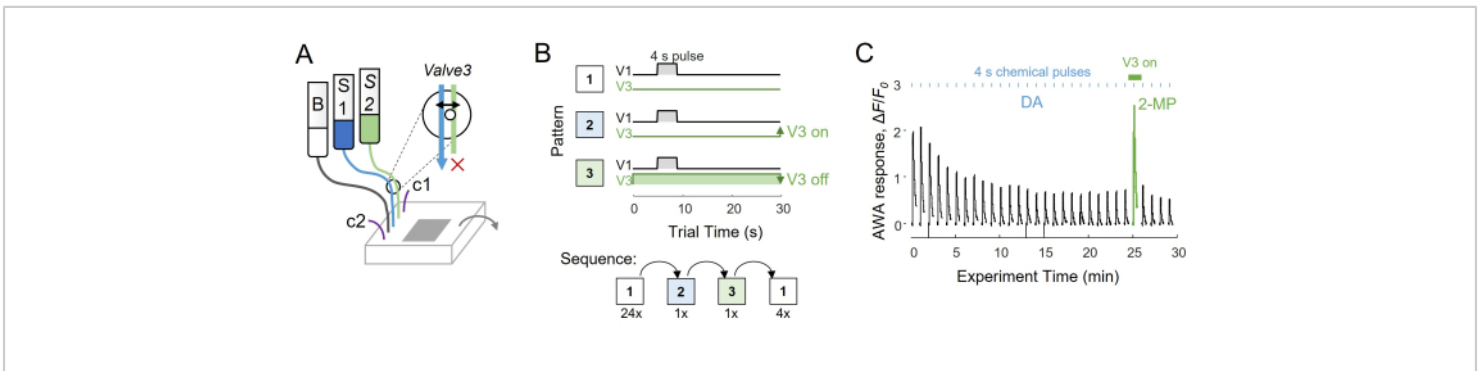 A
B
S
1
S
2
Valve3
c1
c2
B
4 s pulse
Pattern
1
V1
V3
2
V1
V3
V3 on
3
V1
V3
V3 off
0 10 20 30
Trial Time (s)
Sequence:
1 2 3 1
24x 1x 1x 4x
C
V3 on
4 s chemical pulses
DA
2-MP
AWA response, ΔF/F₀
3
2
1
0
0 5 10 15 20 25 30
Experiment Time (min)